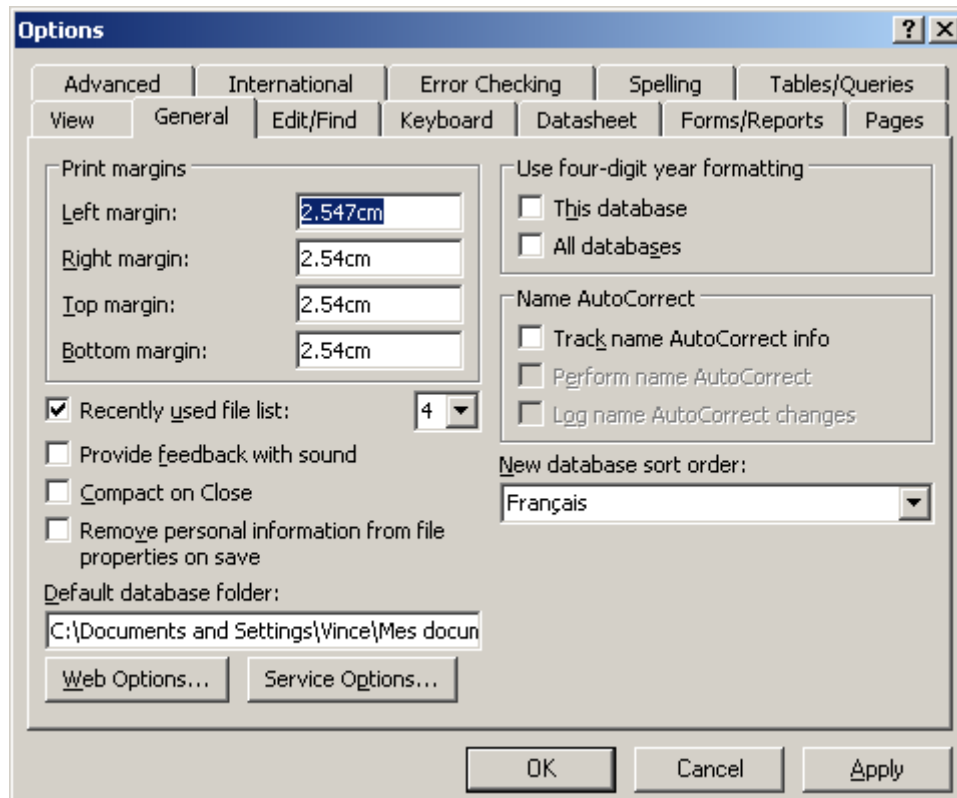 Options
Advanced International Error Checking Spelling Tables/Queries
View General Edit/Find Keyboard Datasheet Forms/Reports Pages
Print margins
Left margin: 2.547cm
Right margin: 2.54cm
Top margin: 2.54cm
Bottom margin: 2.54cm
Recently used file list: 4
Provide feedback with sound
Compact on Close
Remove personal information from file
properties on save
Default database folder:
C:\Documents and Settings\Vince\Mes docun
Web Options... Service Options...
Use four-digit year formatting
This database
All databases
Name AutoCorrect
Track name AutoCorrect info
Perform name AutoCorrect
Log name AutoCorrect changes
New database sort order:
Français
OK Cancel Apply